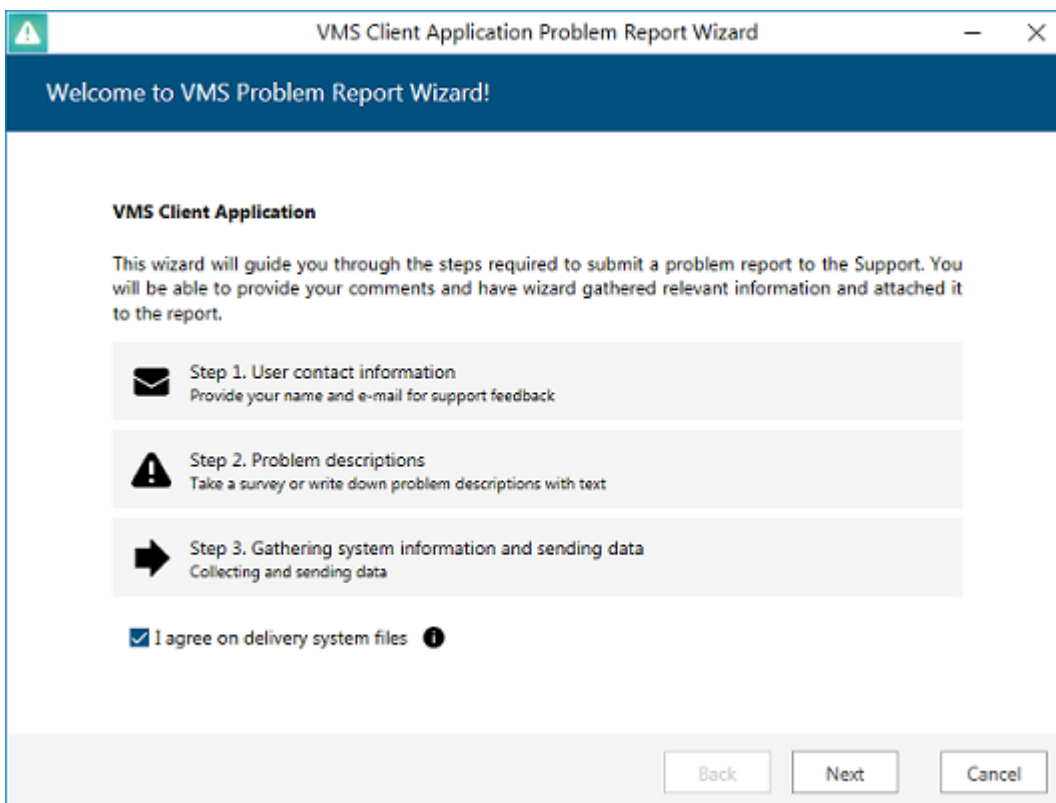 VMS Client Application Problem Report Wizard
Welcome to VMS Problem Report Wizard!
VMS Client Application
This wizard will guide you through the steps required to submit a problem report to the Support. You
will be able to provide your comments and have wizard gathered relevant information and attached it
to the report.
Step 1. User contact information
Provide your name and e-mail for support feedback
Step 2. Problem descriptions
Take a survey or write down problem descriptions with text
Step 3. Gathering system information and sending data
Collecting and sending data
I agree on delivery system files
Back Next Cancel